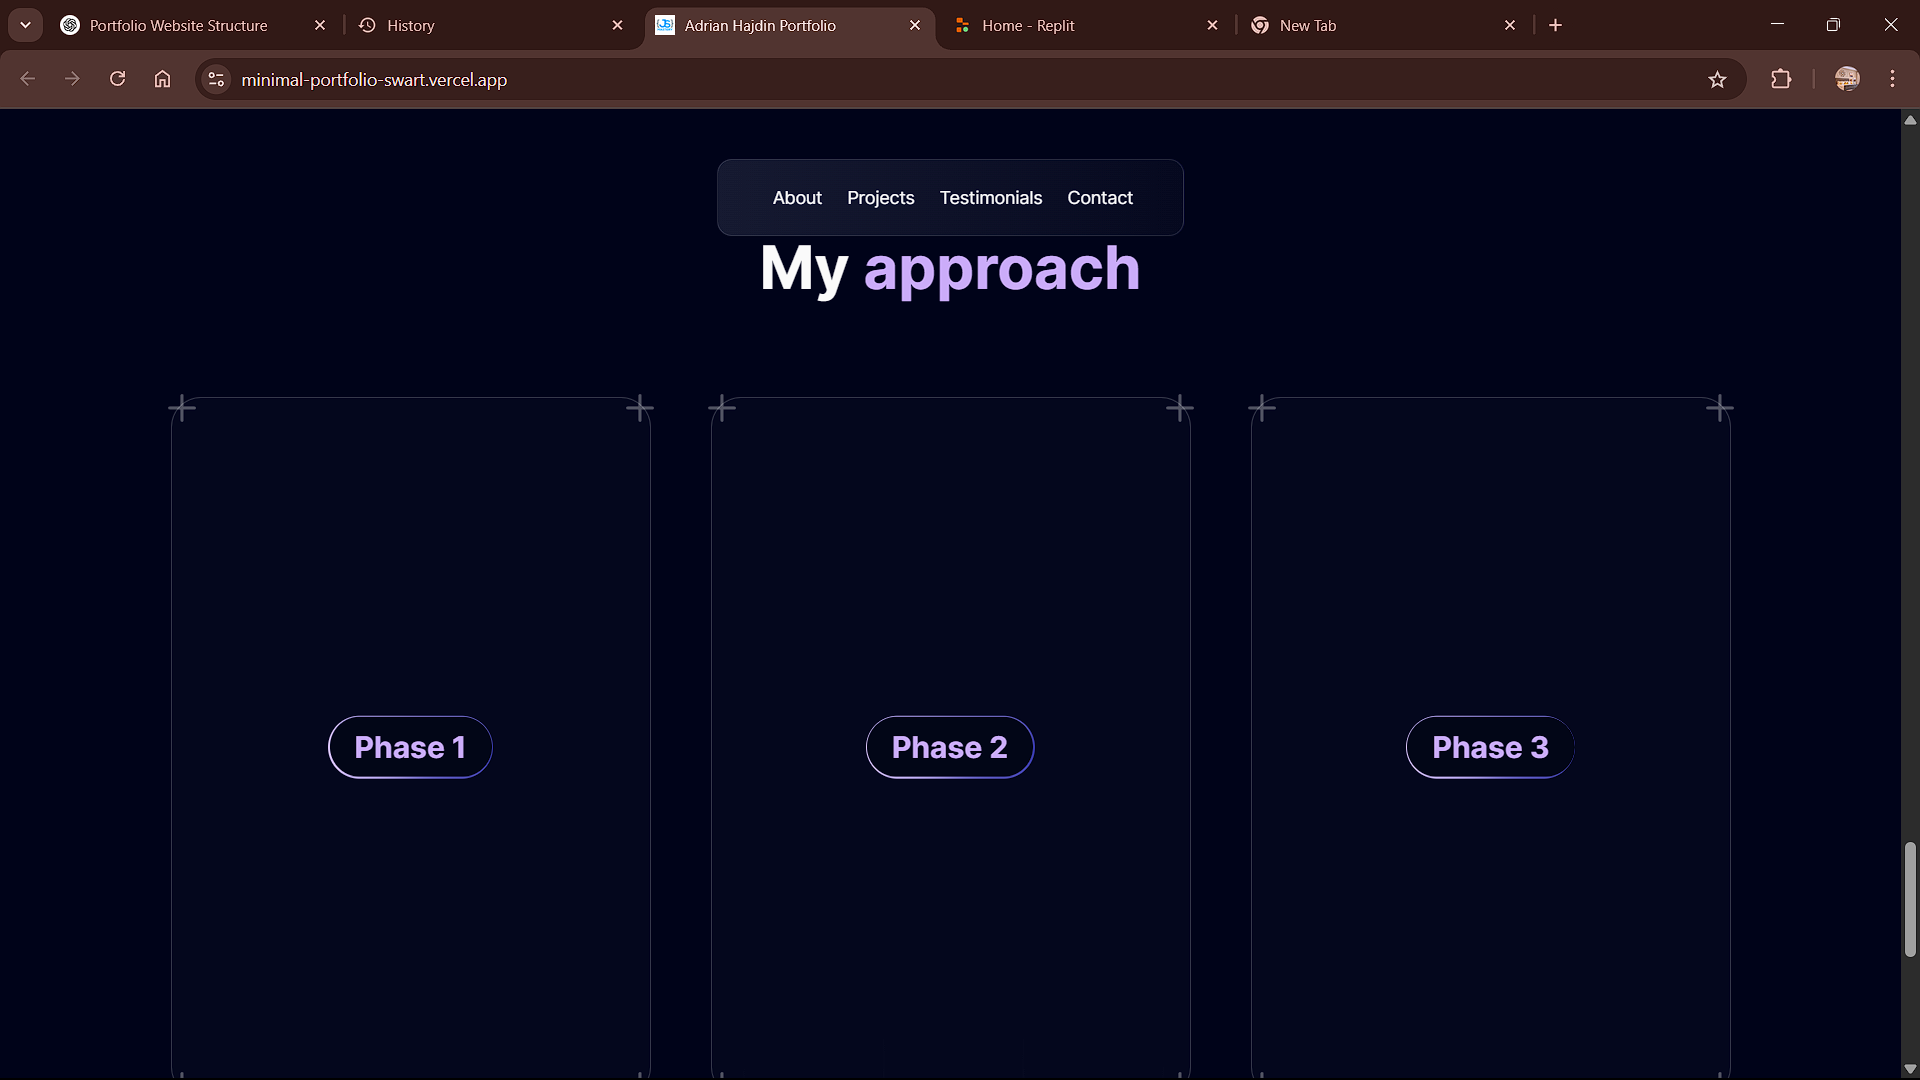 Portfolio Website Structure
History
Adrian Hajdin Portfolio
Home - Replit
New Tab
minimal-portfolio-swart.vercel.app
About Projects Testimonials Contact
My approach
Phase 1
Phase 2
Phase 3